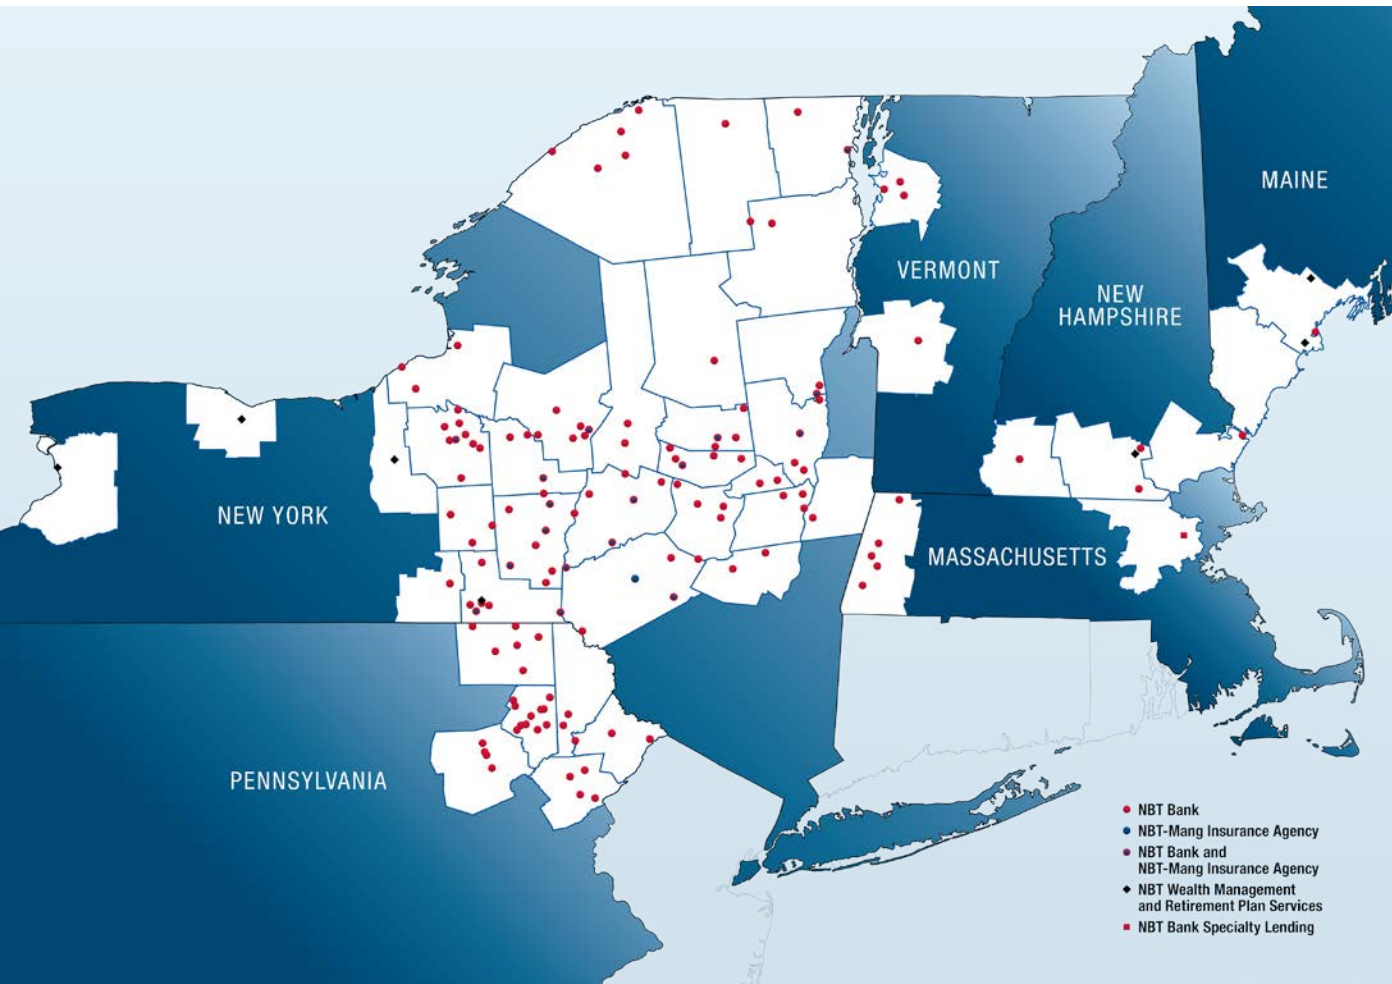 MAINE
VERMONT
NEW
HAMPSHIRE
NEW YORK
MASSACHUSETTS
PENNSYLVANIA
NBT Bank
NBT-Mang Insurance Agency
NBT Bank and
NBT-Mang Insurance Agency
NBT Wealth Management
and Retirement Plan Services
NBT Bank Specialty Lending